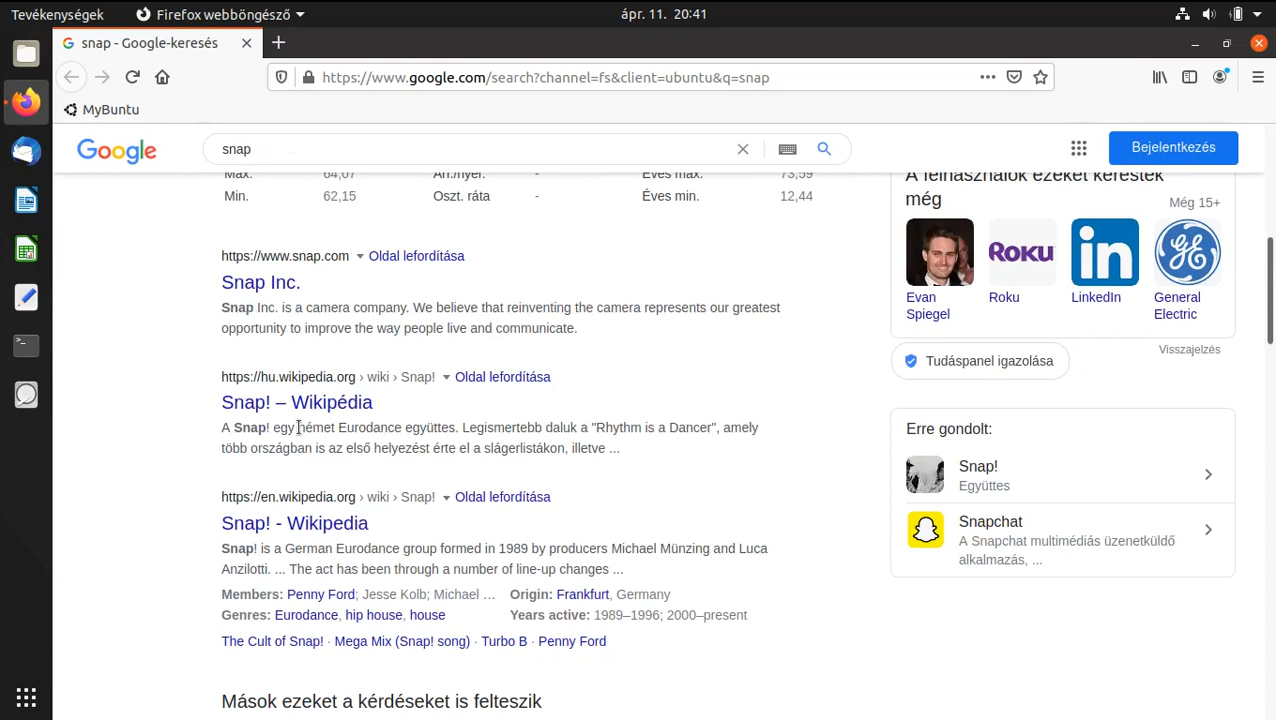 Tevékenységek
Firefox webböngésző
ápr. 11. 20:41
snap - Google-keresés
https://www.google.com/search?channel=fs&client=ubuntu&q=snap
MyBuntu
Google
snap
Bejelentkezés
Max. 64,07 Árf./nyer. - Éves max. 73,59
Min. 62,15 Oszt. ráta - Éves min. 12,44
https://www.snap.com Oldal lefordítása
Snap Inc.
Snap Inc. is a camera company. We believe that reinventing the camera represents our greatest
opportunity to improve the way people live and communicate.
https://hu.wikipedia.org › wiki › Snap! Oldal lefordítása
Snap! – Wikipédia
A Snap! egy német Eurodance együttes. Legismertebb daluk a "Rhythm is a Dancer", amely
több országban is az első helyezést érte el a slágerlistákon, illetve ...
https://en.wikipedia.org › wiki › Snap! Oldal lefordítása
Snap! - Wikipedia
Snap! is a German Eurodance group formed in 1989 by producers Michael Münzing and Luca
Anzilotti. ... The act has been through a number of line-up changes ...
Members: Penny Ford; Jesse Kolb; Michael ... Origin: Frankfurt, Germany
Genres: Eurodance, hip house, house Years active: 1989–1996; 2000–present
The Cult of Snap! · Mega Mix (Snap! song) · Turbo B · Penny Ford
Mások ezeket a kérdéseket is felteszik
A felhasználók ezeket keresték
még
Még 15+
Roku
in
GE
Evan
Spiegel
Roku
LinkedIn
General
Electric
Visszajelzés
Tudáspanel igazolása
Erre gondolt:
Snap!
Együttes
Snapchat
A Snapchat multimédiás üzenetküldő
alkalmazás, ...